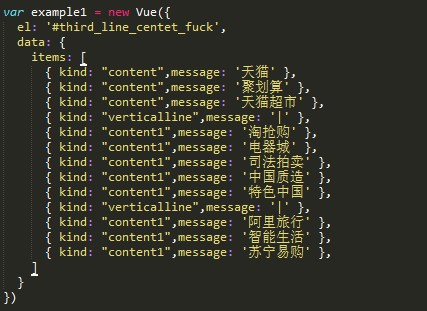 var example1 = new Vue({
  el: '#third_line_centet_fuck',
  data: {
    items: [
      { kind: "content",message: '天猫' },
      { kind: "content",message: '聚划算' },
      { kind: "content",message: '天猫超市' },
      { kind: "verticalline",message: '|' },
      { kind: "content1",message: '淘抢购' },
      { kind: "content1",message: '电器城' },
      { kind: "content1",message: '司法拍卖' },
      { kind: "content1",message: '中国质造' },
      { kind: "content1",message: '特色中国' },
      { kind: "verticalline",message: '|' },
      { kind: "content1",message: '阿里旅行' },
      { kind: "content1",message: '智能生活' },
      { kind: "content1",message: '苏宁易购' },
    ]
  }
})